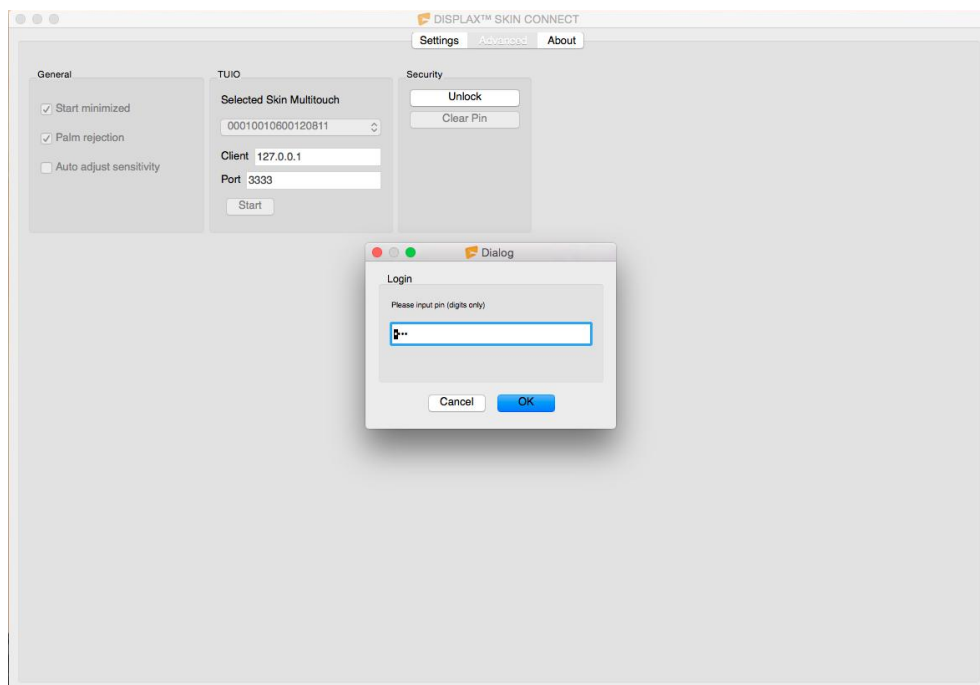 DISPLAX™ SKIN CONNECT
Settings Advanced About
General
Start minimized
Palm rejection
Auto adjust sensitivity
TUIO
Selected Skin Multitouch
00010010600120811
Client 127.0.0.1
Port 3333
Start
Security
Unlock
Clear Pin
Dialog
Login
Please input pin (digits only)
Cancel OK